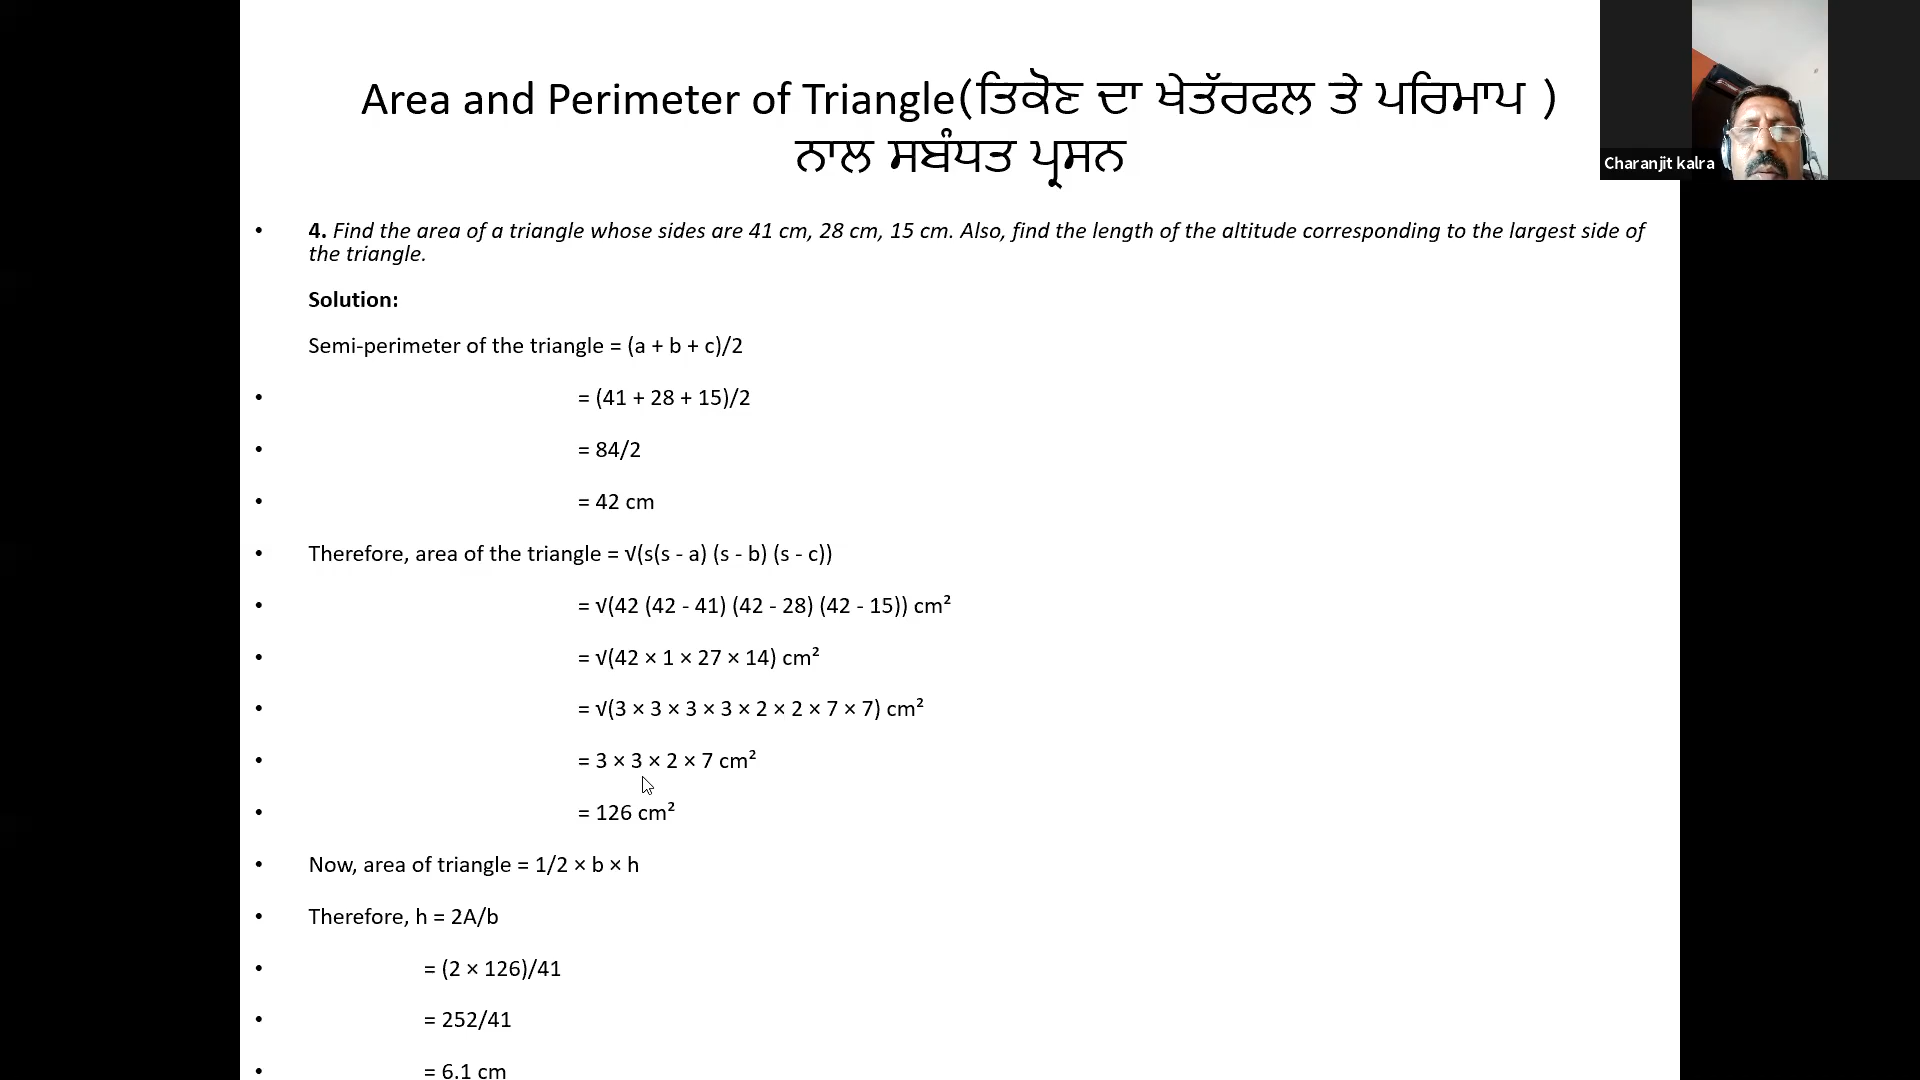 Area and Perimeter of Triangle(ਤਿਕੋਣ ਦਾ ਖੇਤੱਰਫਲ ਤੇ ਪਰਿਮਾਪ )
ਨਾਲ ਸਬੰਧਤ ਪ੍ਰਸਨ
Charanjit kalra
• 4. Find the area of a triangle whose sides are 41 cm, 28 cm, 15 cm. Also, find the length of the altitude corresponding to the largest side of
the triangle.
Solution:
Semi-perimeter of the triangle = (a + b + c)/2
• = (41 + 28 + 15)/2
• = 84/2
• = 42 cm
• Therefore, area of the triangle = √(s(s - a) (s - b) (s - c))
• = √(42 (42 - 41) (42 - 28) (42 - 15)) cm²
• = √(42 × 1 × 27 × 14) cm²
• = √(3 × 3 × 3 × 3 × 2 × 2 × 7 × 7) cm²
• = 3 × 3 × 2 × 7 cm²
• = 126 cm²
• Now, area of triangle = 1/2 × b × h
• Therefore, h = 2A/b
• = (2 × 126)/41
• = 252/41
• = 6.1 cm